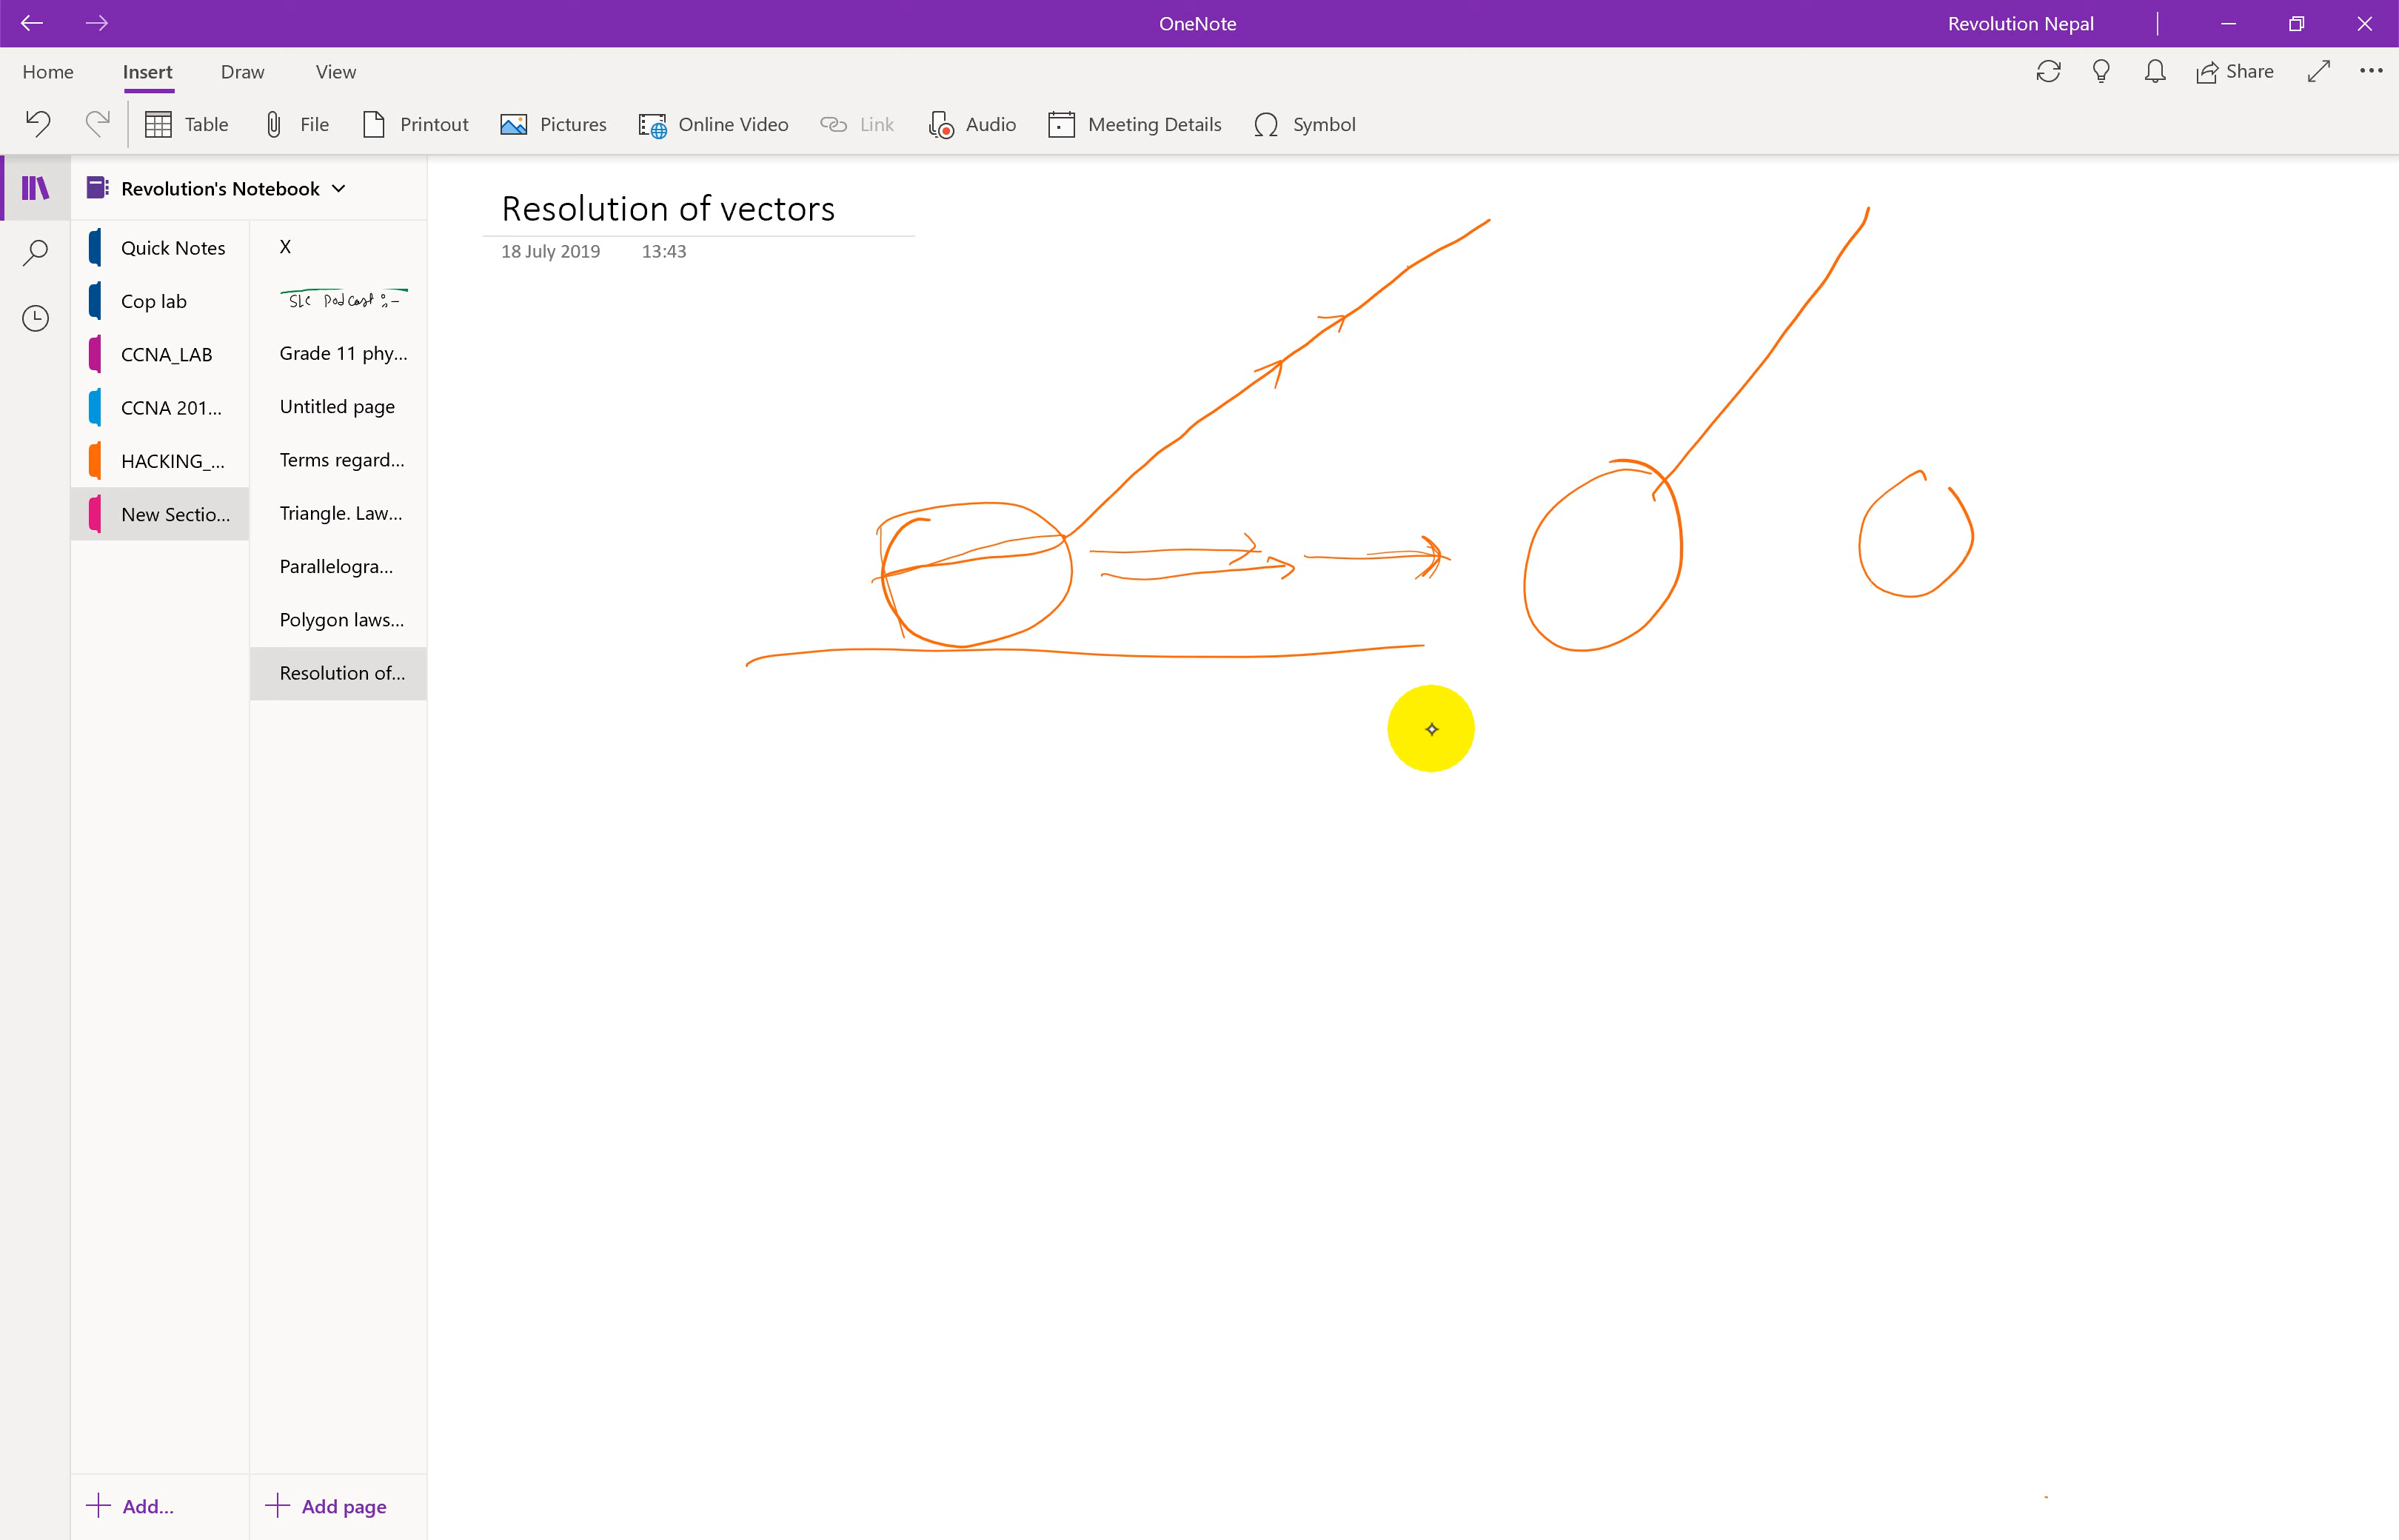 OneNote
Revolution Nepal
Home Insert Draw View
Share
Table File Printout Pictures Online Video Link Audio Meeting Details Symbol
Revolution's Notebook
Quick Notes
Cop lab
CCNA_LAB
CCNA 201...
HACKING_...
New Sectio...
X
SLC Podcast :-
Grade 11 phy...
Untitled page
Terms regard...
Triangle. Law...
Parallelogra...
Polygon laws...
Resolution of...
Resolution of vectors
18 July 2019 13:43
Add...
Add page